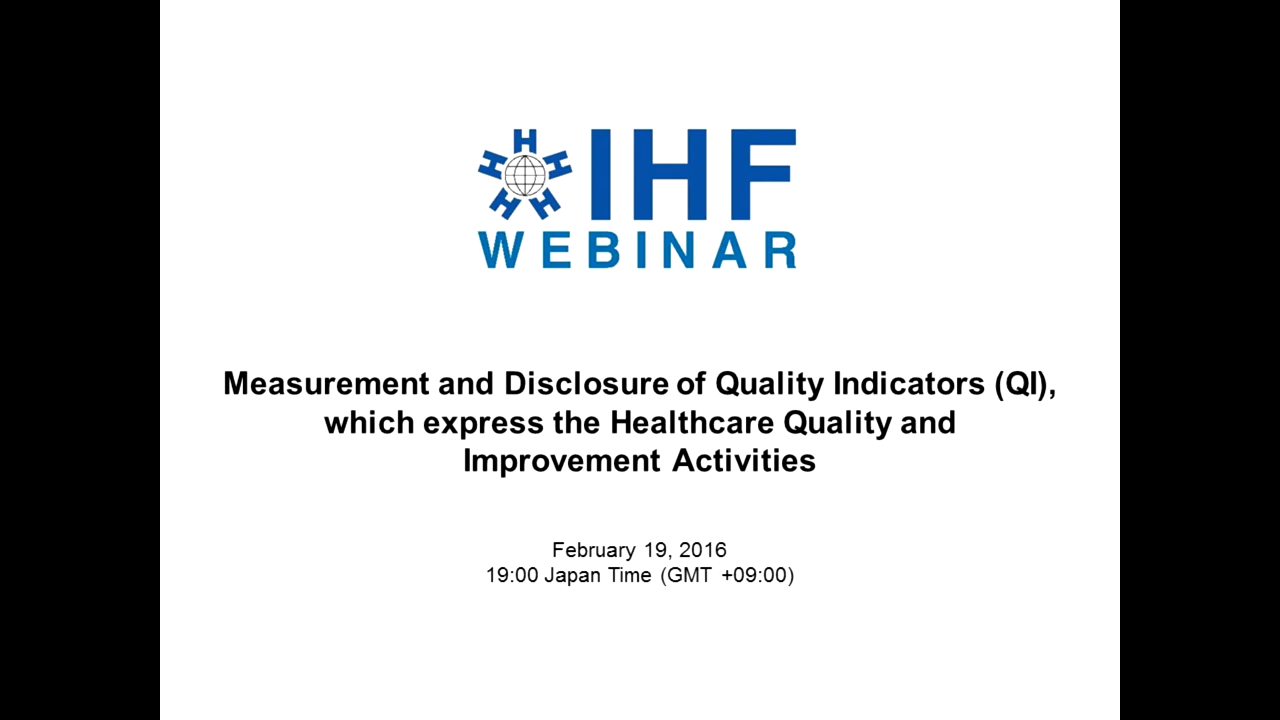 H H H H H
IHF
WEBINAR
Measurement and Disclosure of Quality Indicators (QI),
which express the Healthcare Quality and
Improvement Activities
February 19, 2016
19:00 Japan Time (GMT +09:00)